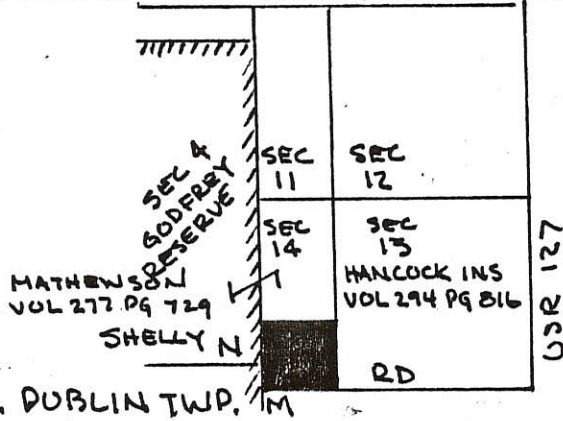 SEC 4
GODFREY
RESERVE
SEC
11
SEC
12
SEC
14
SEC
13
HANCOCK INS
VOL 294 PG 816
USR 127
MATHEWSON
VOL 277 PG 729
SHELLY N
RD
. DUBLIN TWP. M